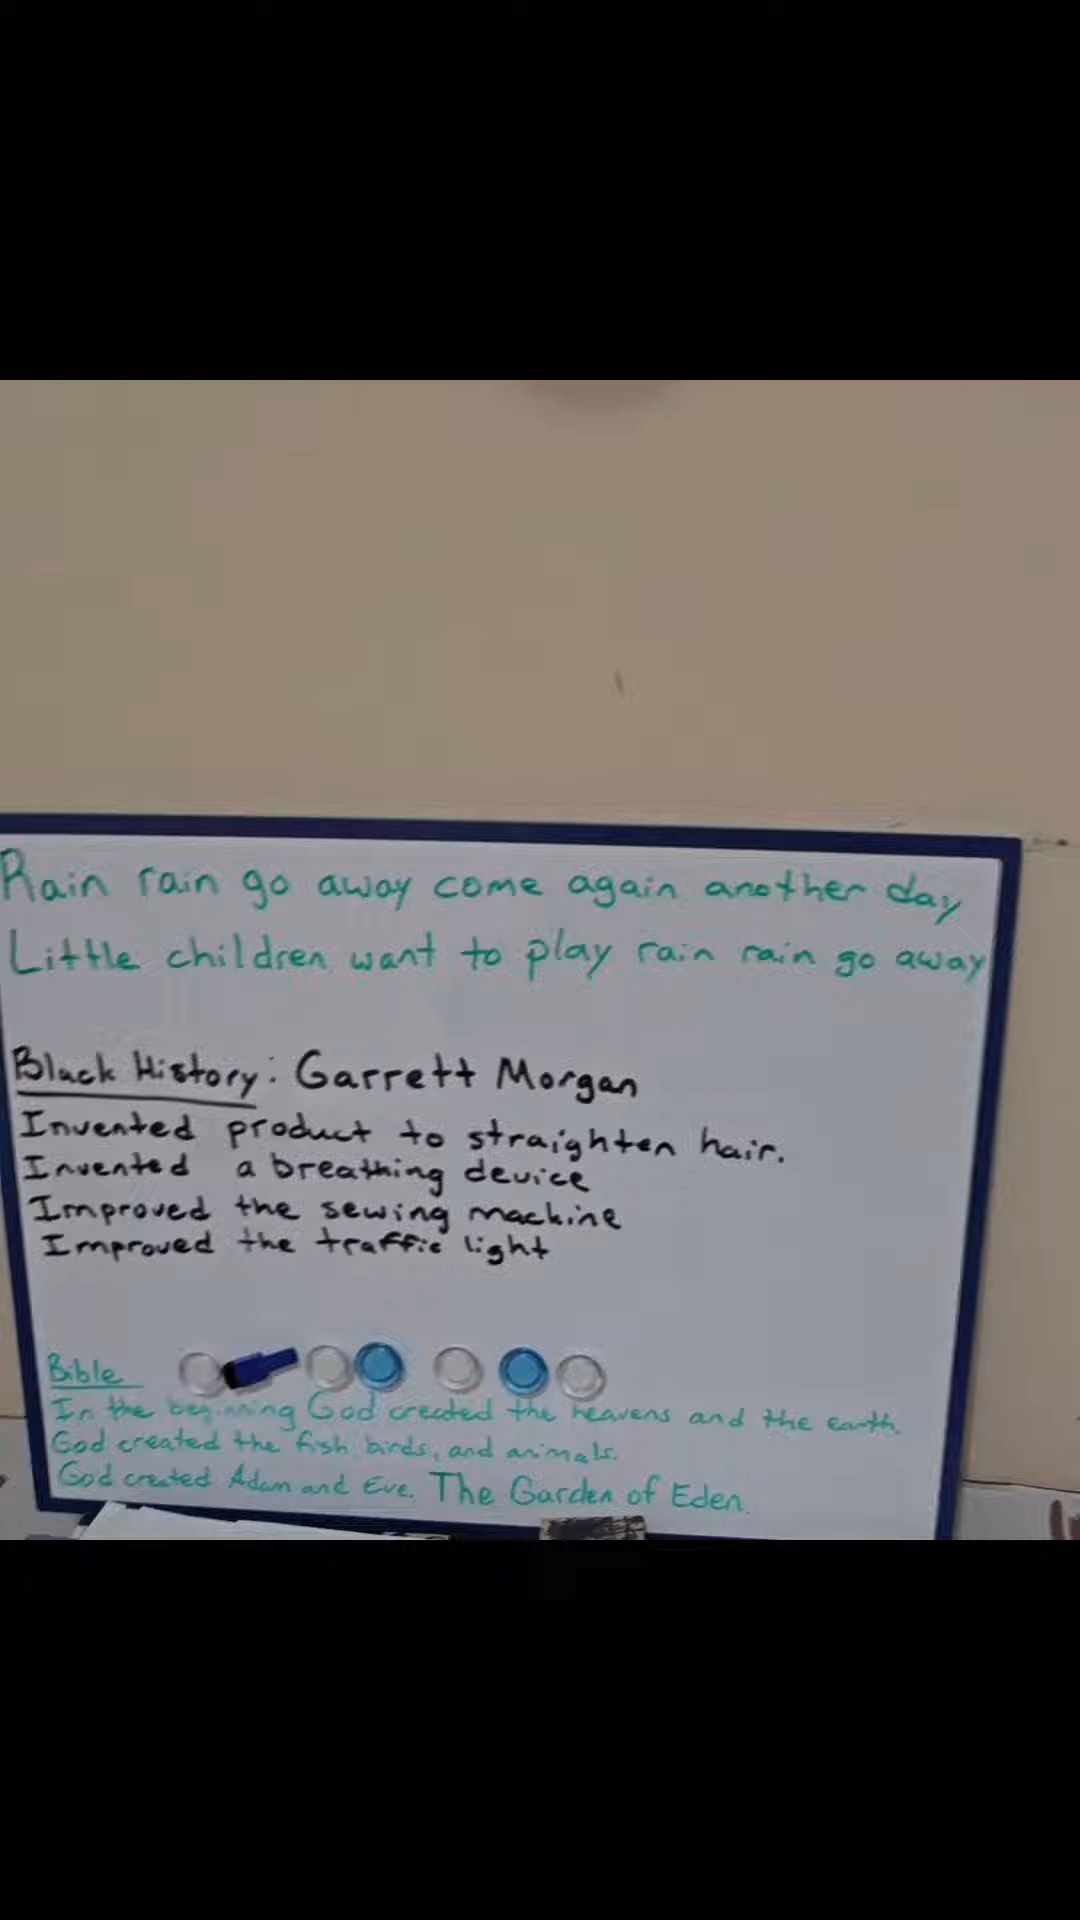 Rain rain go away come again another day
Little children want to play rain rain go away
Black History: Garrett Morgan
Invented product to straighten hair.
Invented a breathing device
Improved the sewing machine
Improved the traffic light
Bible
In the beginning God created the heavens and the earth.
God created the fish, birds, and animals.
God created Adam and Eve. The Garden of Eden.